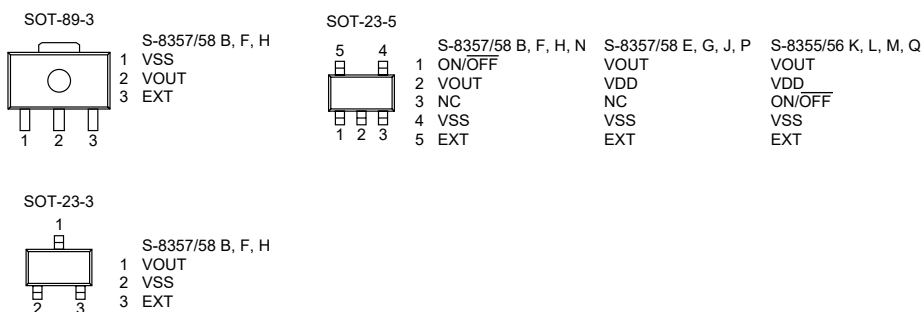 SOT-89-3
S-8357/58 B, F, H
1 VSS
2 VOUT
3 EXT
1 2 3
SOT-23-5
5 4
1 2 3
S-8357/58 B, F, H, N S-8357/58 E, G, J, P S-8355/56 K, L, M, Q
1 ON/OFF VOUT VOUT
2 VOUT VDD VDD
3 NC NC ON/OFF
4 VSS VSS VSS
5 EXT EXT EXT
SOT-23-3
1
S-8357/58 B, F, H
1 VOUT
2 VSS
3 EXT
2 3